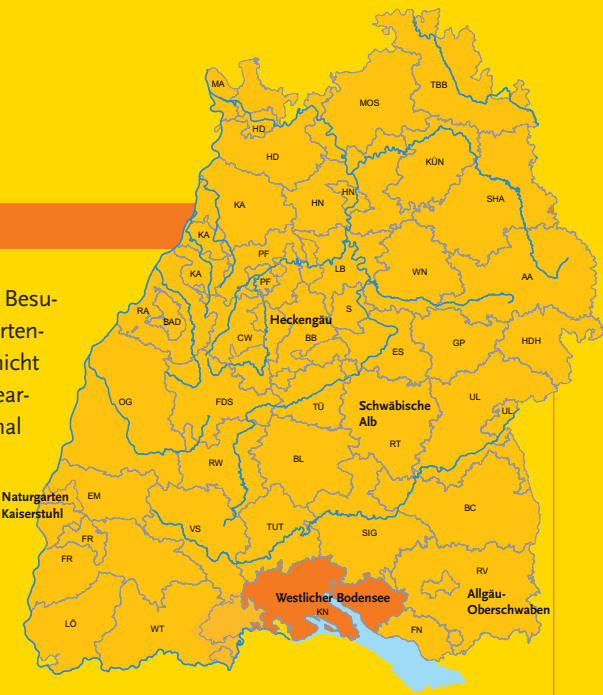 Besu-
rten-
nicht
ear-
nal
MA
TBB
MOS
HD
HD
KÜN
HN
HN
KA
SHA
KA
PF
KA
PF
LB
WN
AA
RA
BAD
Heckengäu
S
CW
BB
ES
GP
HDH
OG
FDS
TÜ
Schwäbische
Alb
UL
UL
RT
RW
BL
Naturgarten
Kaiserstuhl
EM
BC
VS
TUT
SIG
FR
FR
RV
Westlicher Bodensee
KN
Allgäu-
Oberschwaben
LÖ
WT
FN